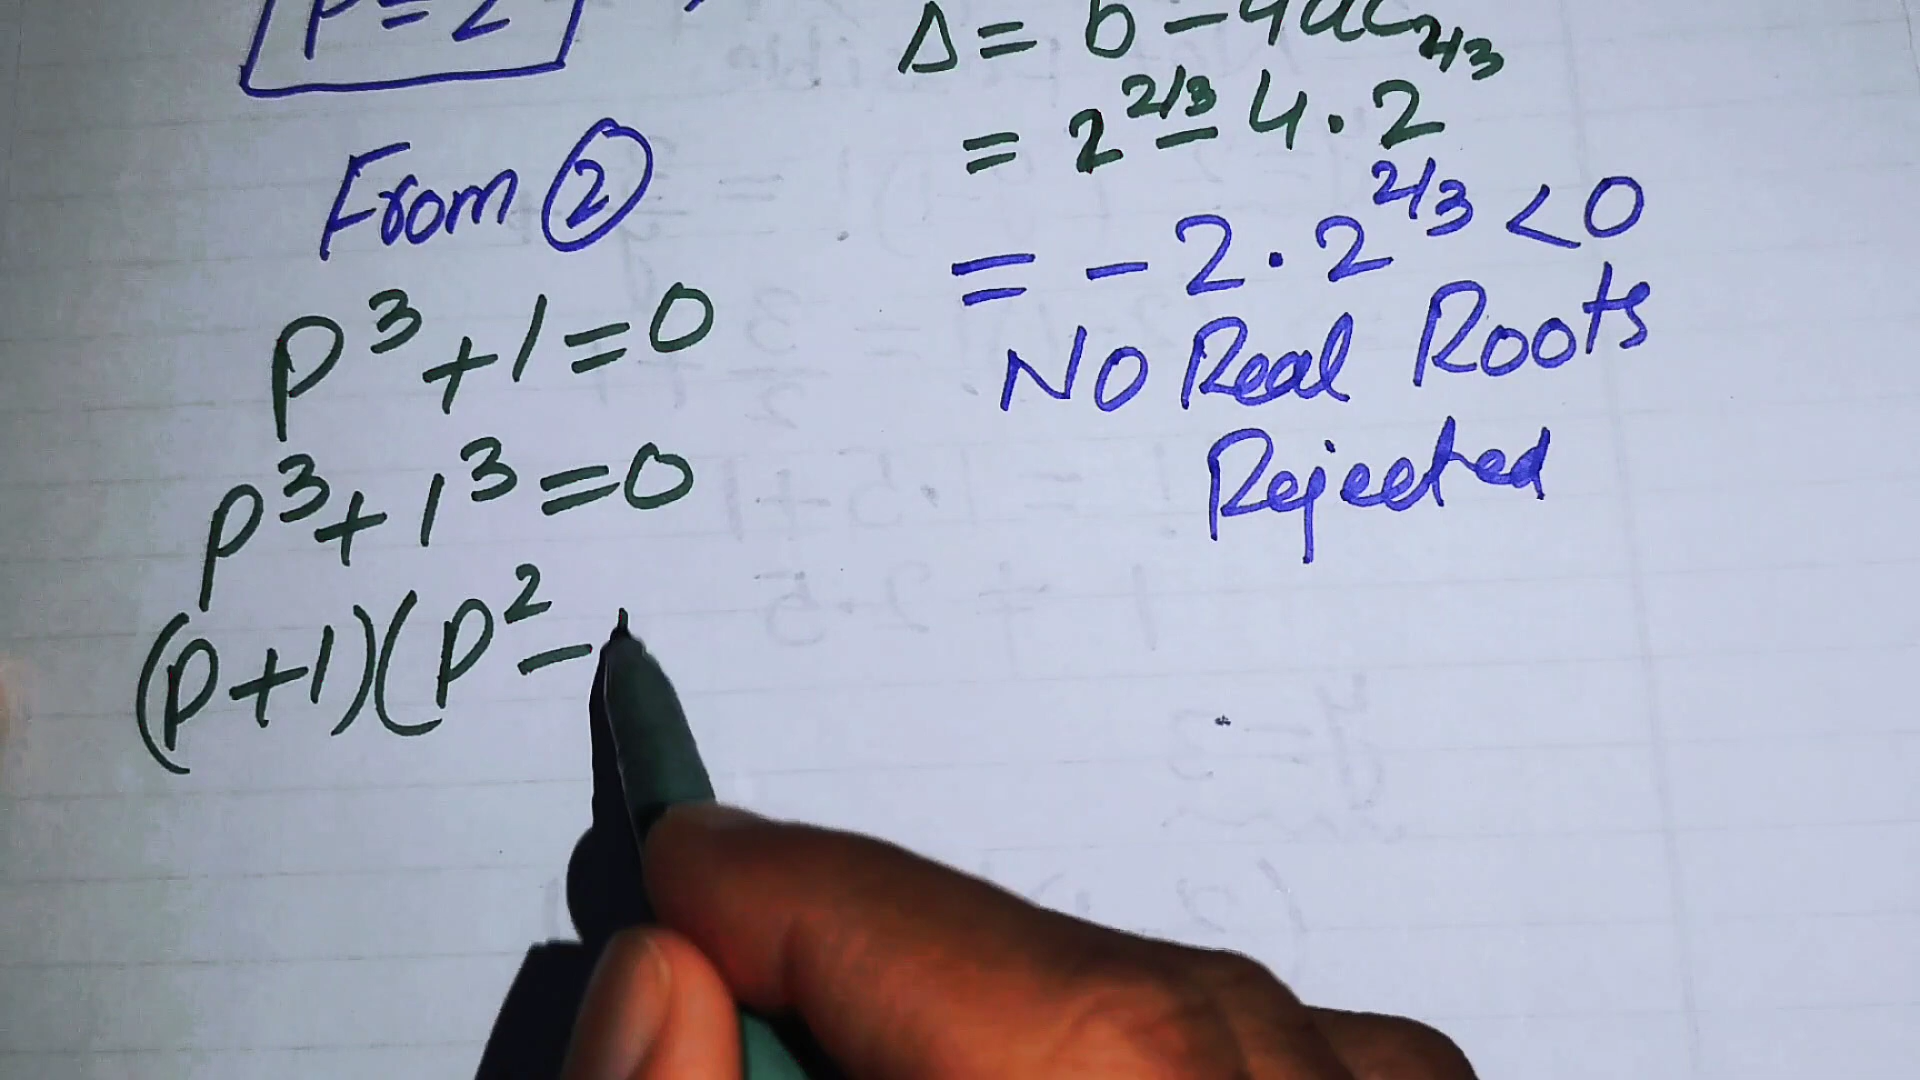 P = 2
From ②
P³ + 1 = 0
P³ + 1³ = 0
(P + 1)(P² -
Δ = b - 4ac
= 2^{2/3} - 4 · 2^{2/3}
= - 2 · 2^{2/3} < 0
No Real Roots
Rejected